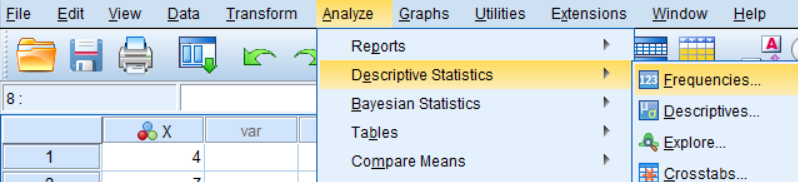 File Edit View Data Transform Analyze Graphs Utilities Extensions Window Help
Reports
Descriptive Statistics
Bayesian Statistics
Tables
Compare Means
123 Frequencies...
Descriptives...
Explore...
Crosstabs...
A
8 :
X var
1 4